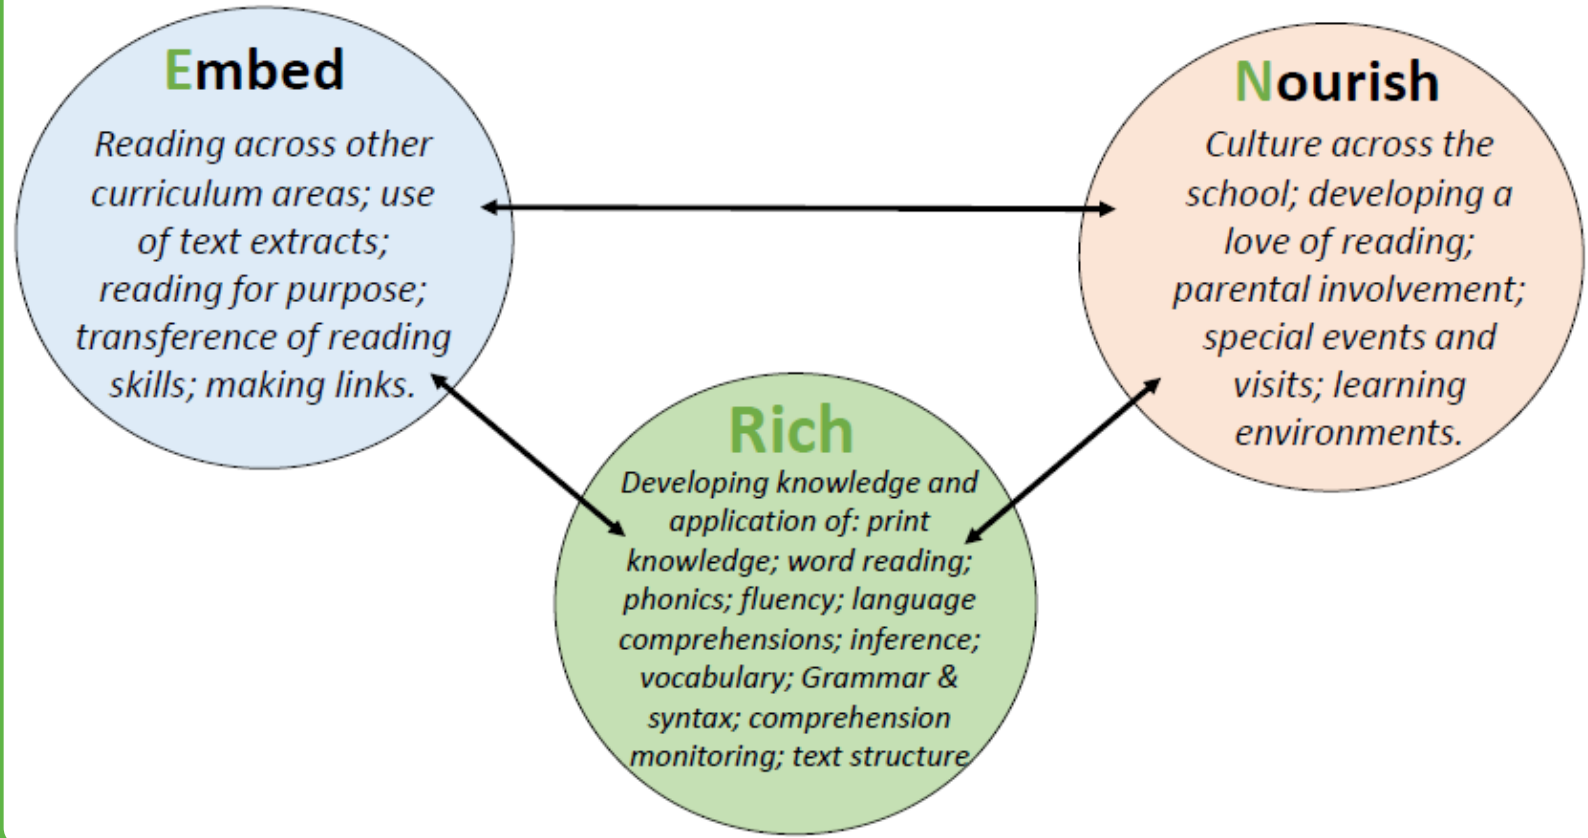 Embed
Reading across other
curriculum areas; use
of text extracts;
reading for purpose;
transference of reading
skills; making links.
Nourish
Culture across the
school; developing a
love of reading;
parental involvement;
special events and
visits; learning
environments.
Rich
Developing knowledge and
application of: print
knowledge; word reading;
phonics; fluency; language
comprehensions; inference;
vocabulary; Grammar &
syntax; comprehension
monitoring; text structure